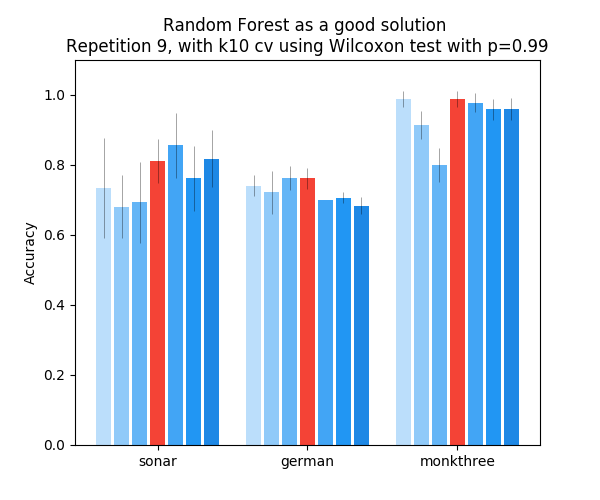 Random Forest as a good solution
Repetition 9, with k10 cv using Wilcoxon test with p=0.99
Accuracy
1.0
0.8
0.6
0.4
0.2
0.0
sonar
german
monkthree